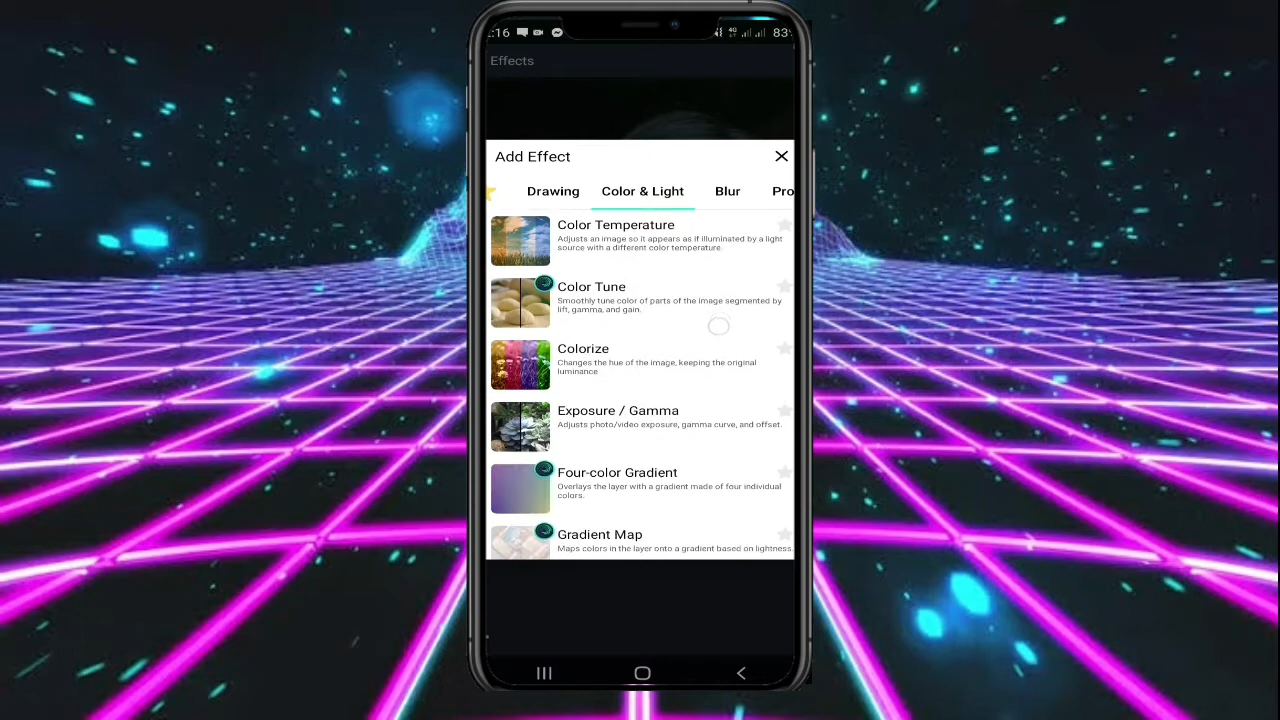 :16
4G
83
Effects
Add Effect
Drawing
Color & Light
Blur
Pro
Color Temperature
Adjusts an image so it appears as if illuminated by a light
source with a different color temperature.
Color Tune
Smoothly tune color of parts of the image segmented by
lift, gamma, and gain.
Colorize
Changes the hue of the image, keeping the original
luminance
Exposure / Gamma
Adjusts photo/video exposure, gamma curve, and offset.
Four-color Gradient
Overlays the layer with a gradient made of four individual
colors.
Gradient Map
Maps colors in the layer onto a gradient based on lightness.